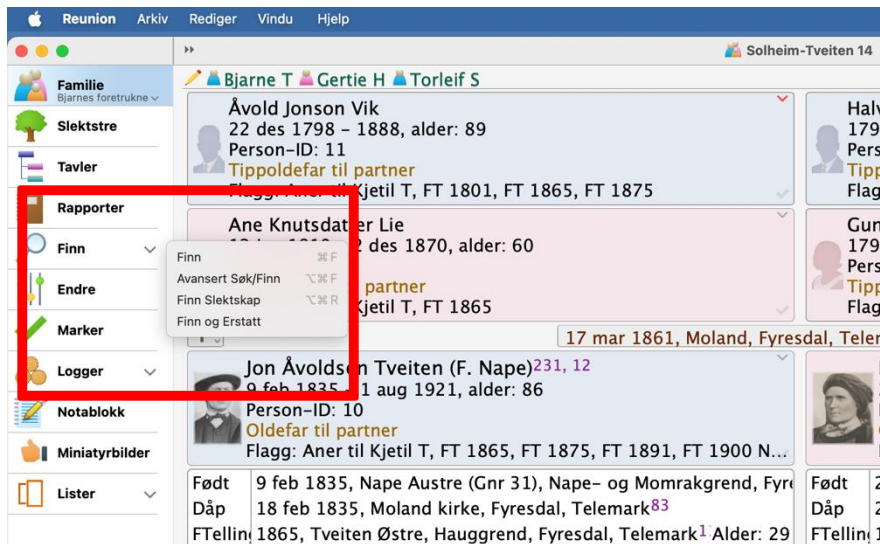 Reunion Arkiv Rediger Vindu Hjelp
Solheim-Tveiten 14
Familie
Bjarnes foretrukne
Slektstre
Tavler
Rapporter
Finn
Endre
Marker
Logger
Notablokk
Miniatyrbilder
Lister
Bjarne T Gertie H Torleif S
Åvold Jonson Vik
22 des 1798 – 1888, alder: 89
Person-ID: 11
Tippoldefar til partner
Flagg: Aner til Kjetil T, FT 1801, FT 1865, FT 1875
Ane Knutsdatter Lie
2 des 1870, alder: 60
partner
Kjetil T, FT 1865
Finn ⌘F
Avansert Søk/Finn ⌥⌘F
Finn Slektskap ⌥⌘R
Finn og Erstatt
17 mar 1861, Moland, Fyresdal, Teler
Jon Åvoldsen Tveiten (F. Nape)231, 12
9 feb 1835 – 1 aug 1921, alder: 86
Person-ID: 10
Oldefar til partner
Flagg: Aner til Kjetil T, FT 1865, FT 1875, FT 1891, FT 1900 N...
Født 9 feb 1835, Nape Austre (Gnr 31), Nape- og Momrakgrend, Fyre
Dåp 18 feb 1835, Moland kirke, Fyresdal, Telemark83
FTelling 1865, Tveiten Østre, Hauggrend, Fyresdal, Telemark1 Alder: 29
Halv
179
Pers
Tipp
Flag
Gun
179
Pers
Tipp
Flag
Født 2
Dåp 2
FTelling 1